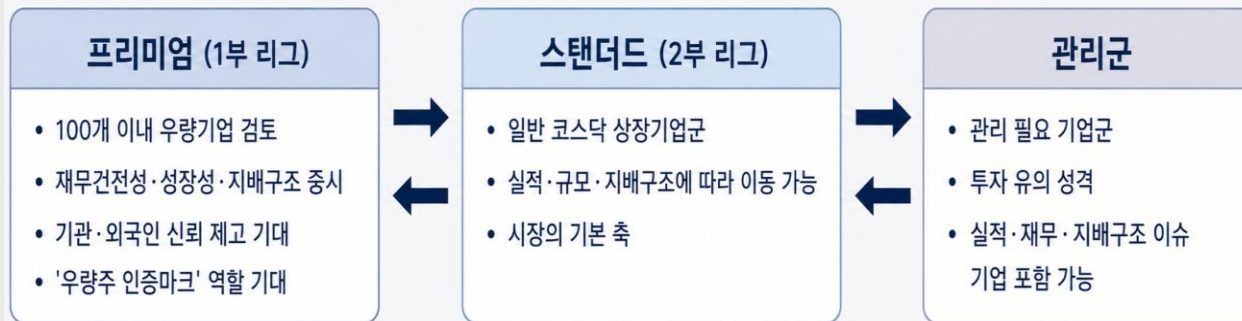 프리미엄 (1부 리그)
• 100개 이내 우량기업 검토
• 재무건전성·성장성·지배구조 중시
• 기관·외국인 신뢰 제고 기대
• '우량주 인증마크' 역할 기대
스탠더드 (2부 리그)
• 일반 코스닥 상장기업군
• 실적·규모·지배구조에 따라 이동 가능
• 시장의 기본 축
관리군
• 관리 필요 기업군
• 투자 유의 성격
• 실적·재무·지배구조 이슈
기업 포함 가능